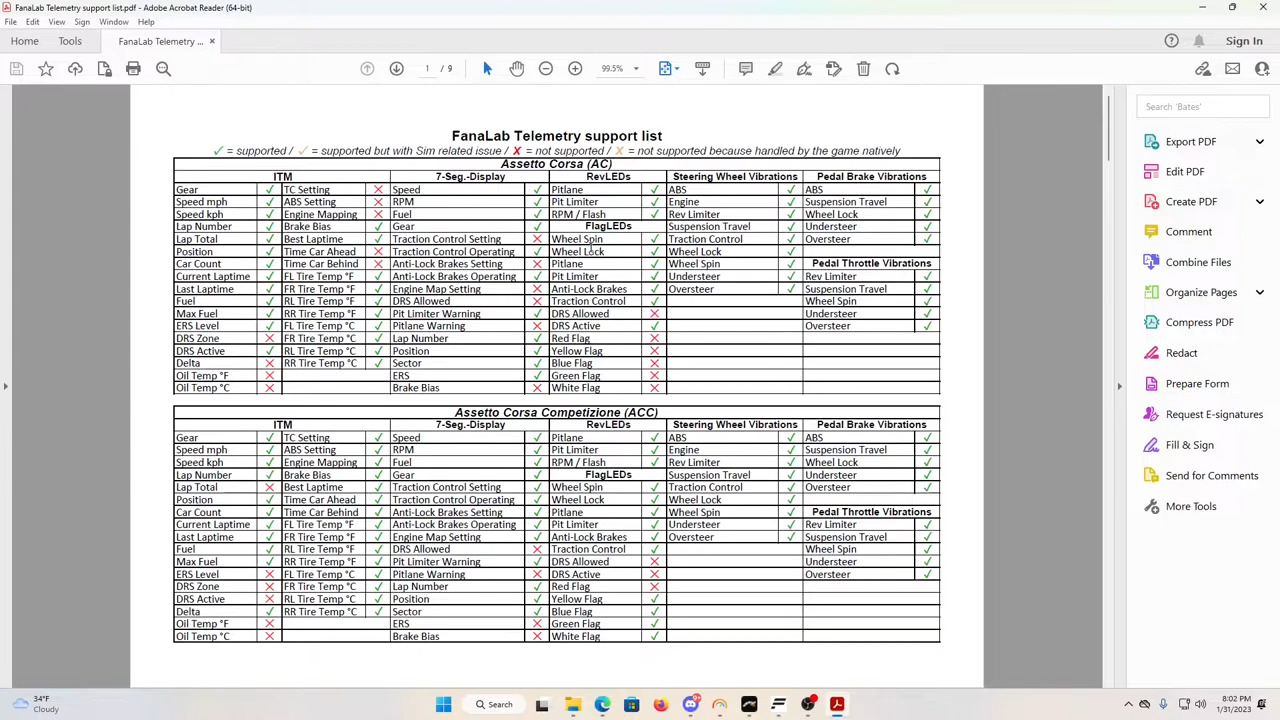 FanaLab Telemetry support list.pdf - Adobe Acrobat Reader (64-bit)
File Edit View Sign Window Help
Home Tools FanaLab Telemetry ... × Sign In
1 / 9 99.5%
FanaLab Telemetry support list
✓ = supported / ✓ = supported but with Sim related issue / X = not supported / X = not supported because handled by the game natively
Assetto Corsa (AC)
ITM 7-Seg.-Display RevLEDs Steering Wheel Vibrations Pedal Brake Vibrations
Gear ✓ TC Setting X Speed ✓ Pitlane ✓ ABS ✓ ABS ✓
Speed mph ✓ ABS Setting X RPM ✓ Pit Limiter ✓ Engine ✓ Suspension Travel ✓
Speed kph ✓ Engine Mapping X Fuel ✓ RPM / Flash ✓ Rev Limiter ✓ Wheel Lock ✓
Lap Number ✓ Brake Bias ✓ Gear ✓ FlagLEDs Suspension Travel ✓ Understeer ✓
Lap Total ✓ Best Laptime ✓ Traction Control Setting X Wheel Spin ✓ Traction Control ✓ Oversteer ✓
Position ✓ Time Car Ahead X Traction Control Operating ✓ Wheel Lock ✓ Wheel Lock ✓
Car Count ✓ Time Car Behind X Anti-Lock Brakes Setting X Pitlane ✓ Wheel Spin ✓ Pedal Throttle Vibrations
Current Laptime ✓ FL Tire Temp °F ✓ Anti-Lock Brakes Operating ✓ Pit Limiter ✓ Understeer ✓ Rev Limiter ✓
Last Laptime ✓ FR Tire Temp °F ✓ Engine Map Setting X Anti-Lock Brakes ✓ Oversteer ✓ Suspension Travel ✓
Fuel ✓ RL Tire Temp °F ✓ DRS Allowed X Traction Control ✓ Wheel Spin ✓
Max Fuel ✓ RR Tire Temp °F ✓ Pit Limiter Warning ✓ DRS Allowed X Understeer ✓
ERS Level ✓ FL Tire Temp °C ✓ Pitlane Warning X DRS Active ✓ Oversteer ✓
DRS Zone X FR Tire Temp °C ✓ Lap Number ✓ Red Flag X
DRS Active ✓ RL Tire Temp °C ✓ Position ✓ Yellow Flag X
Delta X RR Tire Temp °C ✓ Sector ✓ Blue Flag X
Oil Temp °F X ERS ✓ Green Flag X
Oil Temp °C X Brake Bias X White Flag X
Assetto Corsa Competizione (ACC)
ITM 7-Seg.-Display RevLEDs Steering Wheel Vibrations Pedal Brake Vibrations
Gear ✓ TC Setting ✓ Speed ✓ Pitlane ✓ ABS ✓ ABS ✓
Speed mph ✓ ABS Setting ✓ RPM ✓ Pit Limiter ✓ Engine ✓ Suspension Travel ✓
Speed kph ✓ Engine Mapping ✓ Fuel ✓ RPM / Flash ✓ Rev Limiter ✓ Wheel Lock ✓
Lap Number ✓ Brake Bias ✓ Gear ✓ FlagLEDs Suspension Travel ✓ Understeer ✓
Lap Total X Best Laptime ✓ Traction Control Setting ✓ Wheel Spin ✓ Traction Control ✓ Oversteer ✓
Position ✓ Time Car Ahead ✓ Traction Control Operating ✓ Wheel Lock ✓ Wheel Lock ✓
Car Count ✓ Time Car Behind ✓ Anti-Lock Brakes Setting ✓ Pitlane ✓ Wheel Spin ✓ Pedal Throttle Vibrations
Current Laptime ✓ FL Tire Temp °F ✓ Anti-Lock Brakes Operating ✓ Pit Limiter ✓ Understeer ✓ Rev Limiter ✓
Last Laptime ✓ FR Tire Temp °F ✓ Engine Map Setting ✓ Anti-Lock Brakes ✓ Oversteer ✓ Suspension Travel ✓
Fuel ✓ RL Tire Temp °F ✓ DRS Allowed X Traction Control ✓ Wheel Spin ✓
Max Fuel ✓ RR Tire Temp °F ✓ Pit Limiter Warning ✓ DRS Allowed X Understeer ✓
ERS Level X FL Tire Temp °C ✓ Pitlane Warning X DRS Active X Oversteer ✓
DRS Zone X FR Tire Temp °C ✓ Lap Number ✓ Red Flag X
DRS Active X RL Tire Temp °C ✓ Position ✓ Yellow Flag ✓
Delta ✓ RR Tire Temp °C ✓ Sector ✓ Blue Flag ✓
Oil Temp °F X ERS X Green Flag ✓
Oil Temp °C X Brake Bias X White Flag ✓
Search 'Bates'
Export PDF
Edit PDF
Create PDF
Comment
Combine Files
Organize Pages
Compress PDF
Redact
Prepare Form
Request E-signatures
Fill & Sign
Send for Comments
More Tools
34°F
Cloudy
Search
9+
8:02 PM
1/31/2023